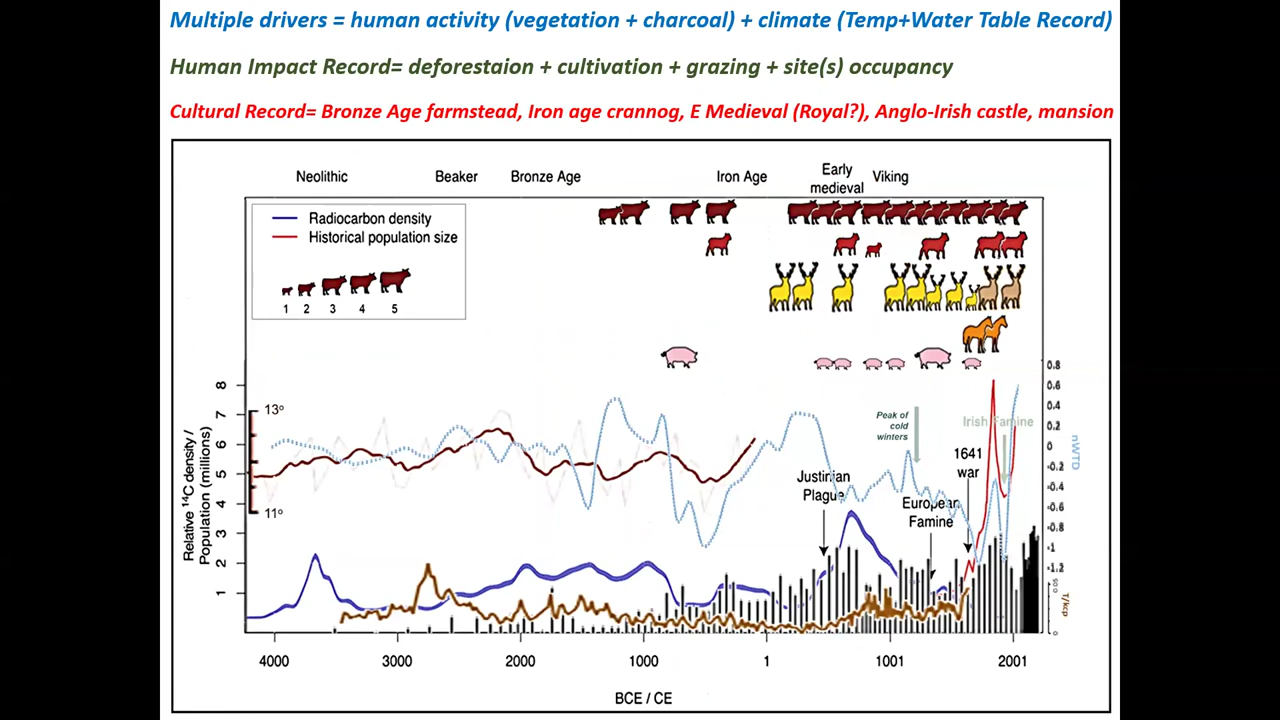 Multiple drivers = human activity (vegetation + charcoal) + climate (Temp+Water Table Record)
Human Impact Record= deforestaion + cultivation + grazing + site(s) occupancy
Cultural Record= Bronze Age farmstead, Iron age crannog, E Medieval (Royal?), Anglo-Irish castle, mansion
Neolithic Beaker Bronze Age Iron Age Early medieval Viking
Radiocarbon density
Historical population size
1 2 3 4 5
Relative ¹⁴C density / Population (millions)
8
7
6
5
4
3
2
1
13°
11°
Peak of
cold
winters
Irish Famine
1641
war
Justinian
Plague
European
Famine
0.8
0.6
0.4
0.2
0
-0.2
-0.4
-0.6
-0.8
-1
-1.2
nWTD
T/kcp
4000 3000 2000 1000 1 1001 2001
BCE / CE